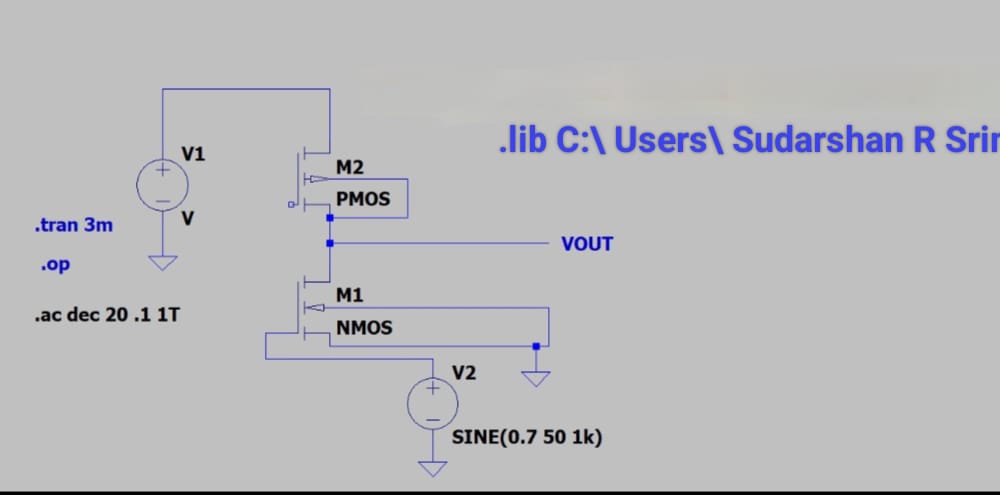 .lib C:\ Users\ Sudarshan R Srin
V1
M2
PMOS
V
.tran 3m
VOUT
.op
M1
.ac dec 20 .1 1T
NMOS
V2
SINE(0.7 50 1k)